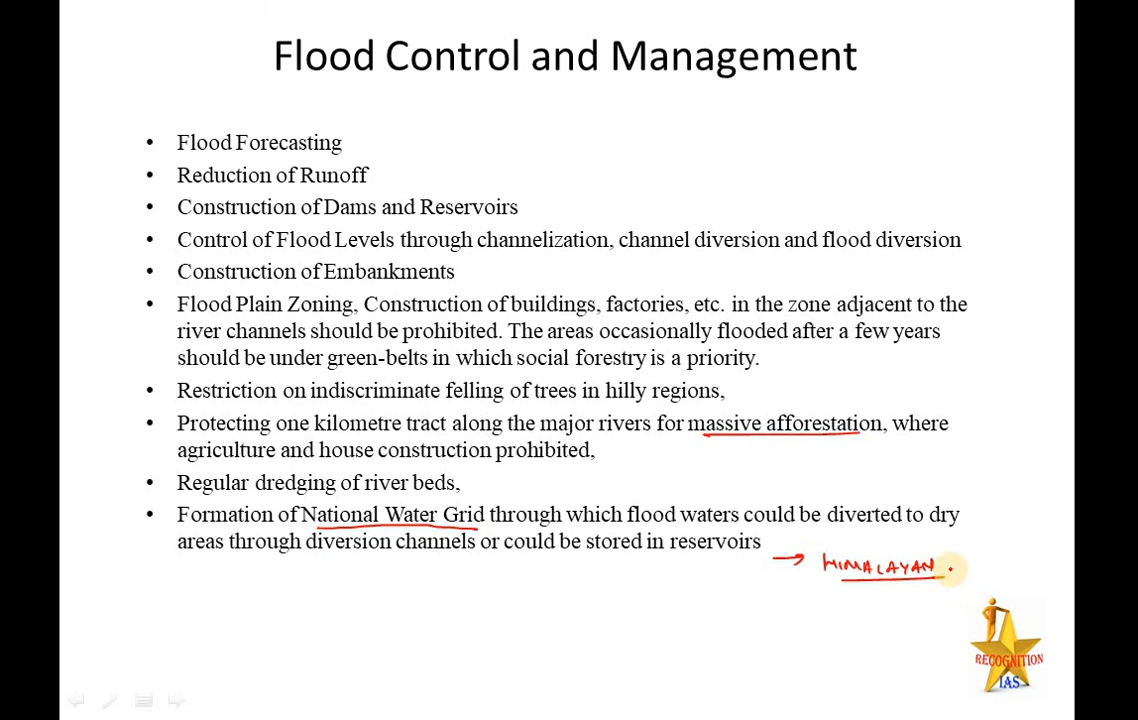 Flood Control and Management
• Flood Forecasting
• Reduction of Runoff
• Construction of Dams and Reservoirs
• Control of Flood Levels through channelization, channel diversion and flood diversion
• Construction of Embankments
• Flood Plain Zoning, Construction of buildings, factories, etc. in the zone adjacent to the
river channels should be prohibited. The areas occasionally flooded after a few years
should be under green-belts in which social forestry is a priority.
• Restriction on indiscriminate felling of trees in hilly regions,
• Protecting one kilometre tract along the major rivers for massive afforestation, where
agriculture and house construction prohibited,
• Regular dredging of river beds,
• Formation of National Water Grid through which flood waters could be diverted to dry
areas through diversion channels or could be stored in reservoirs
→ HIMALAYAN
RECOGNITION
IAS